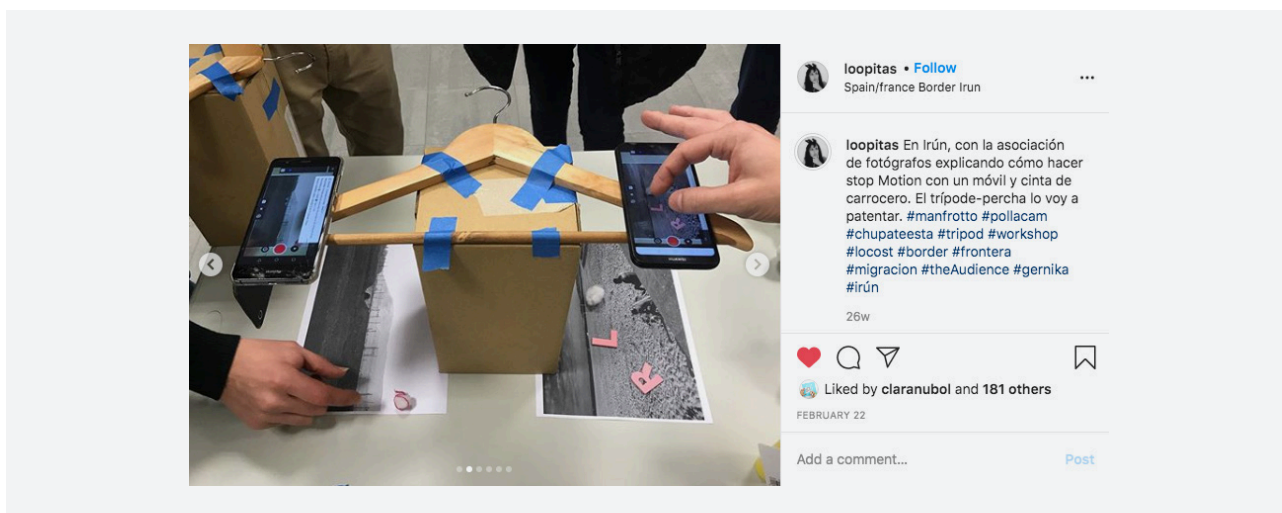 loopitas • Follow
Spain/france Border Irun
loopitas En Irún, con la asociación
de fotógrafos explicando cómo hacer
stop Motion con un móvil y cinta de
carrocero. El trípode-percha lo voy a
patentar. #manfrotto #pollacam
#chupateesta #tripod #workshop
#locost #border #frontera
#migracion #theAudience #gernika
#irún
26w
Liked by claranubol and 181 others
FEBRUARY 22
Add a comment... Post
L
R